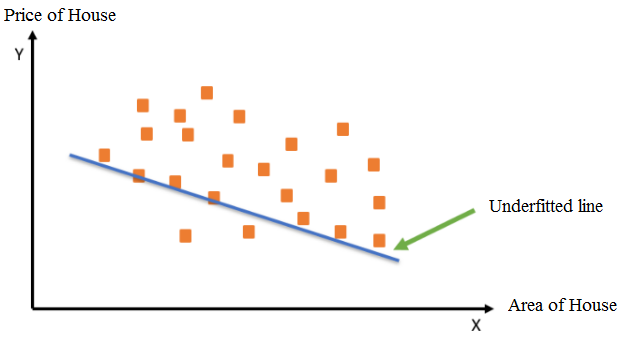 Price of House
Y
Underfitted line
Area of House
X